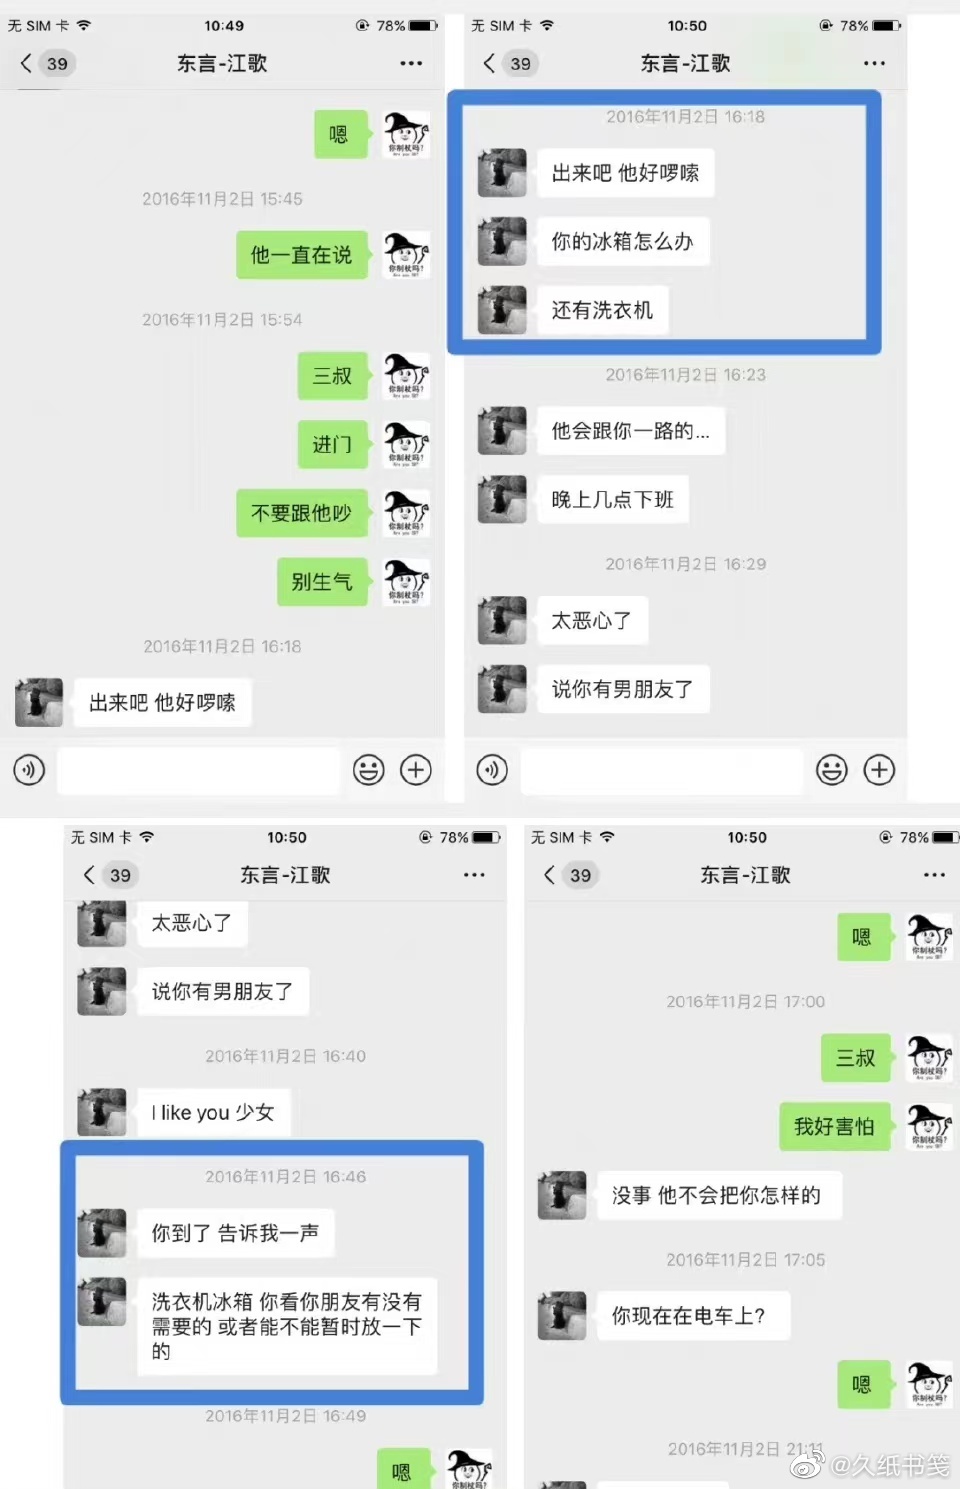 无 SIM 卡
10:49
78%
39
东言-江歌
嗯
2016年11月2日 15:45
他一直在说
2016年11月2日 15:54
三叔
进门
不要跟他吵
别生气
2016年11月2日 16:18
出来吧 他好啰嗦
无 SIM 卡
10:50
78%
39
东言-江歌
2016年11月2日 16:18
出来吧 他好啰嗦
你的冰箱怎么办
还有洗衣机
2016年11月2日 16:23
他会跟你一路的...
晚上几点下班
2016年11月2日 16:29
太恶心了
说你有男朋友了
无 SIM 卡
10:50
78%
39
东言-江歌
太恶心了
说你有男朋友了
2016年11月2日 16:40
I like you 少女
2016年11月2日 16:46
你到了 告诉我一声
洗衣机冰箱 你看你朋友有没有
需要的 或者能不能暂时放一下
的
2016年11月2日 16:49
嗯
无 SIM 卡
10:50
78%
39
东言-江歌
嗯
2016年11月2日 17:00
三叔
我好害怕
没事 他不会把你怎样的
2016年11月2日 17:05
你现在在电车上?
嗯
2016年11月2日 21:11
@久纸书笺